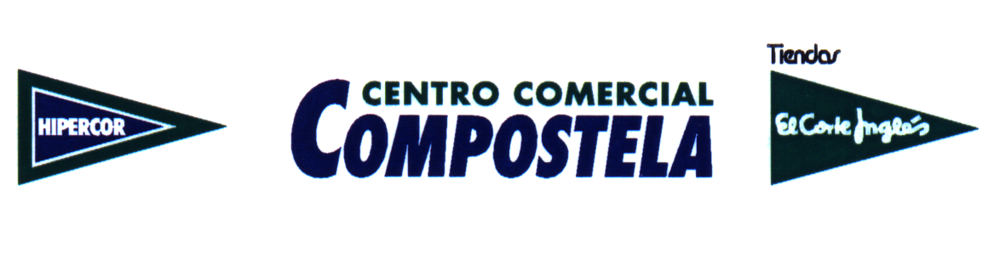 HIPERCOR
CENTRO COMERCIAL
COMPOSTELA
Tiendas
El Corte Inglés